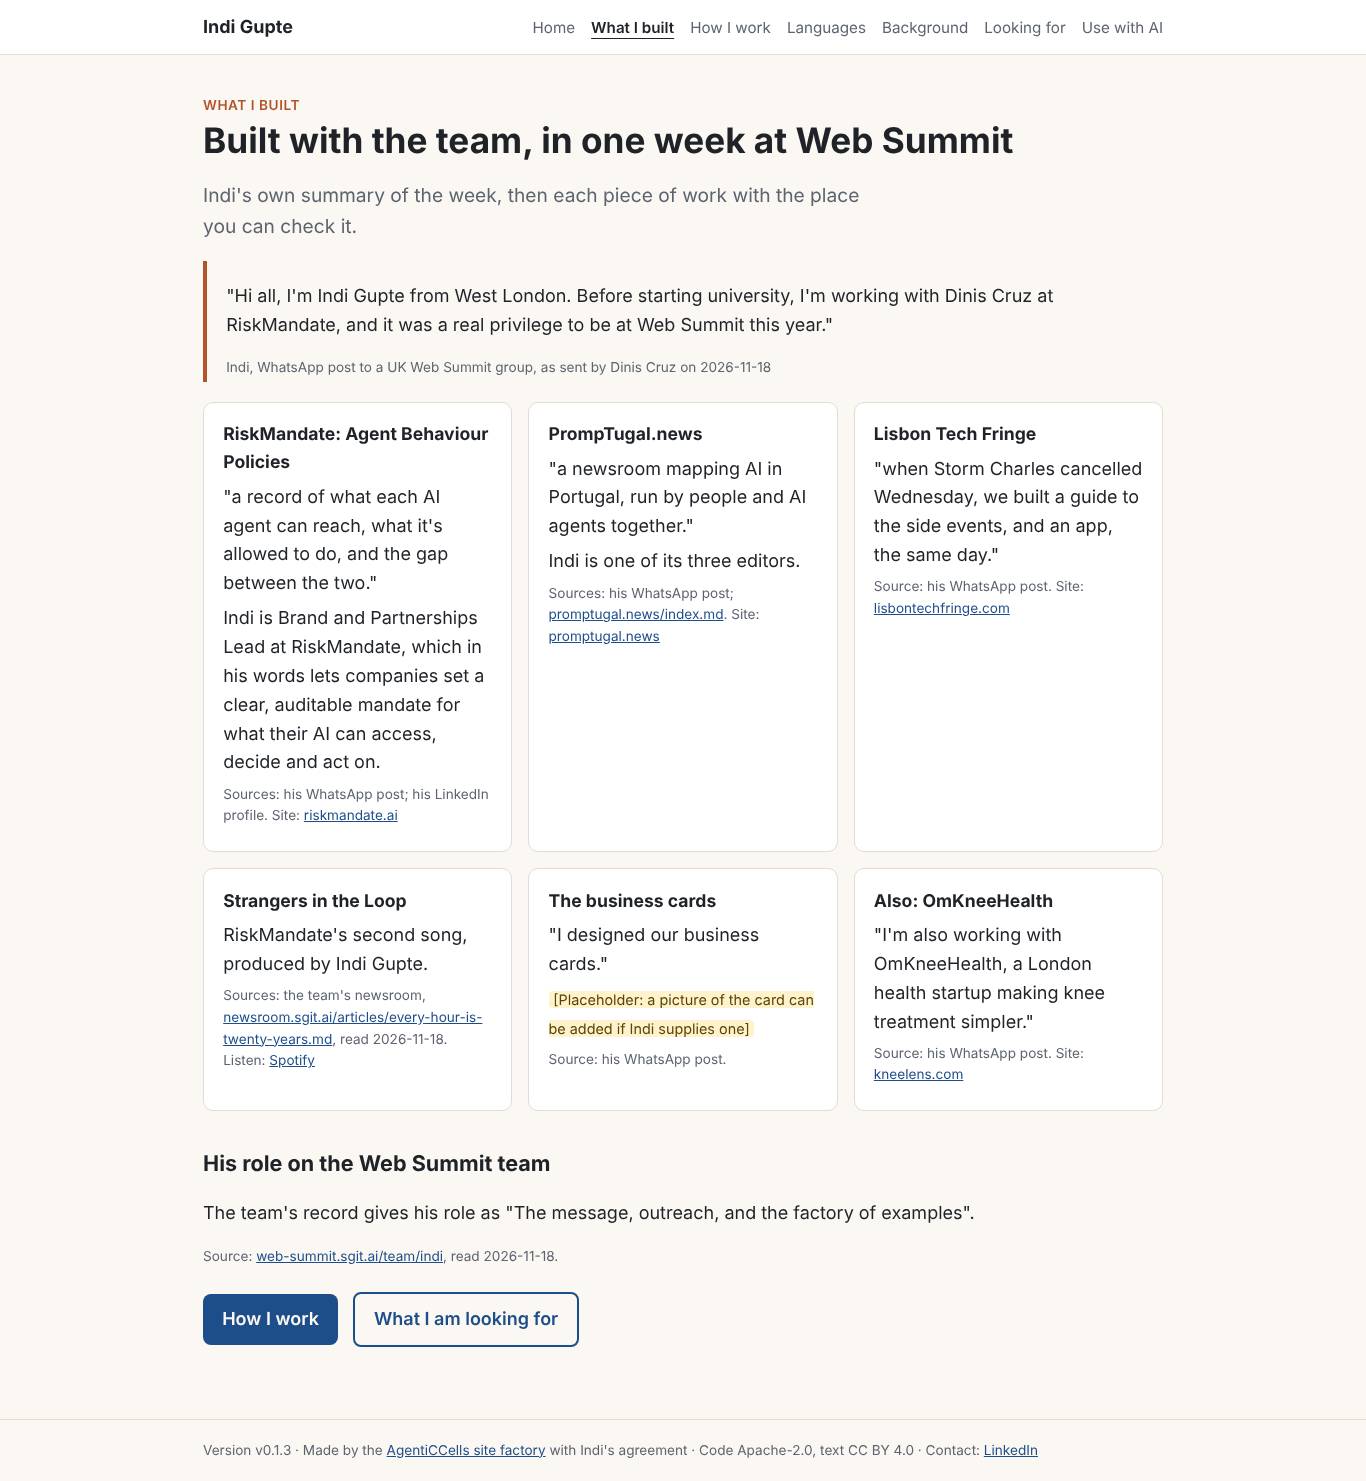 Indi Gupte
Home What I built How I work Languages Background Looking for Use with AI
WHAT I BUILT
Built with the team, in one week at Web Summit
Indi's own summary of the week, then each piece of work with the place
you can check it.
"Hi all, I'm Indi Gupte from West London. Before starting university, I'm working with Dinis Cruz at
RiskMandate, and it was a real privilege to be at Web Summit this year."
Indi, WhatsApp post to a UK Web Summit group, as sent by Dinis Cruz on 2026-11-18
RiskMandate: Agent Behaviour
Policies
"a record of what each AI
agent can reach, what it's
allowed to do, and the gap
between the two."
Indi is Brand and Partnerships
Lead at RiskMandate, which in
his words lets companies set a
clear, auditable mandate for
what their AI can access,
decide and act on.
Sources: his WhatsApp post; his LinkedIn
profile. Site: riskmandate.ai
PrompTugal.news
"a newsroom mapping AI in
Portugal, run by people and AI
agents together."
Indi is one of its three editors.
Sources: his WhatsApp post;
promptugal.news/index.md. Site:
promptugal.news
Lisbon Tech Fringe
"when Storm Charles cancelled
Wednesday, we built a guide to
the side events, and an app,
the same day."
Source: his WhatsApp post. Site:
lisbontechfringe.com
Strangers in the Loop
RiskMandate's second song,
produced by Indi Gupte.
Sources: the team's newsroom,
newsroom.sgit.ai/articles/every-hour-is-
twenty-years.md, read 2026-11-18.
Listen: Spotify
The business cards
"I designed our business
cards."
[Placeholder: a picture of the card can
be added if Indi supplies one]
Source: his WhatsApp post.
Also: OmKneeHealth
"I'm also working with
OmKneeHealth, a London
health startup making knee
treatment simpler."
Source: his WhatsApp post. Site:
kneelens.com
His role on the Web Summit team
The team's record gives his role as "The message, outreach, and the factory of examples".
Source: web-summit.sgit.ai/team/indi, read 2026-11-18.
How I work What I am looking for
Version v0.1.3 · Made by the AgentiCCells site factory with Indi's agreement · Code Apache-2.0, text CC BY 4.0 · Contact: LinkedIn